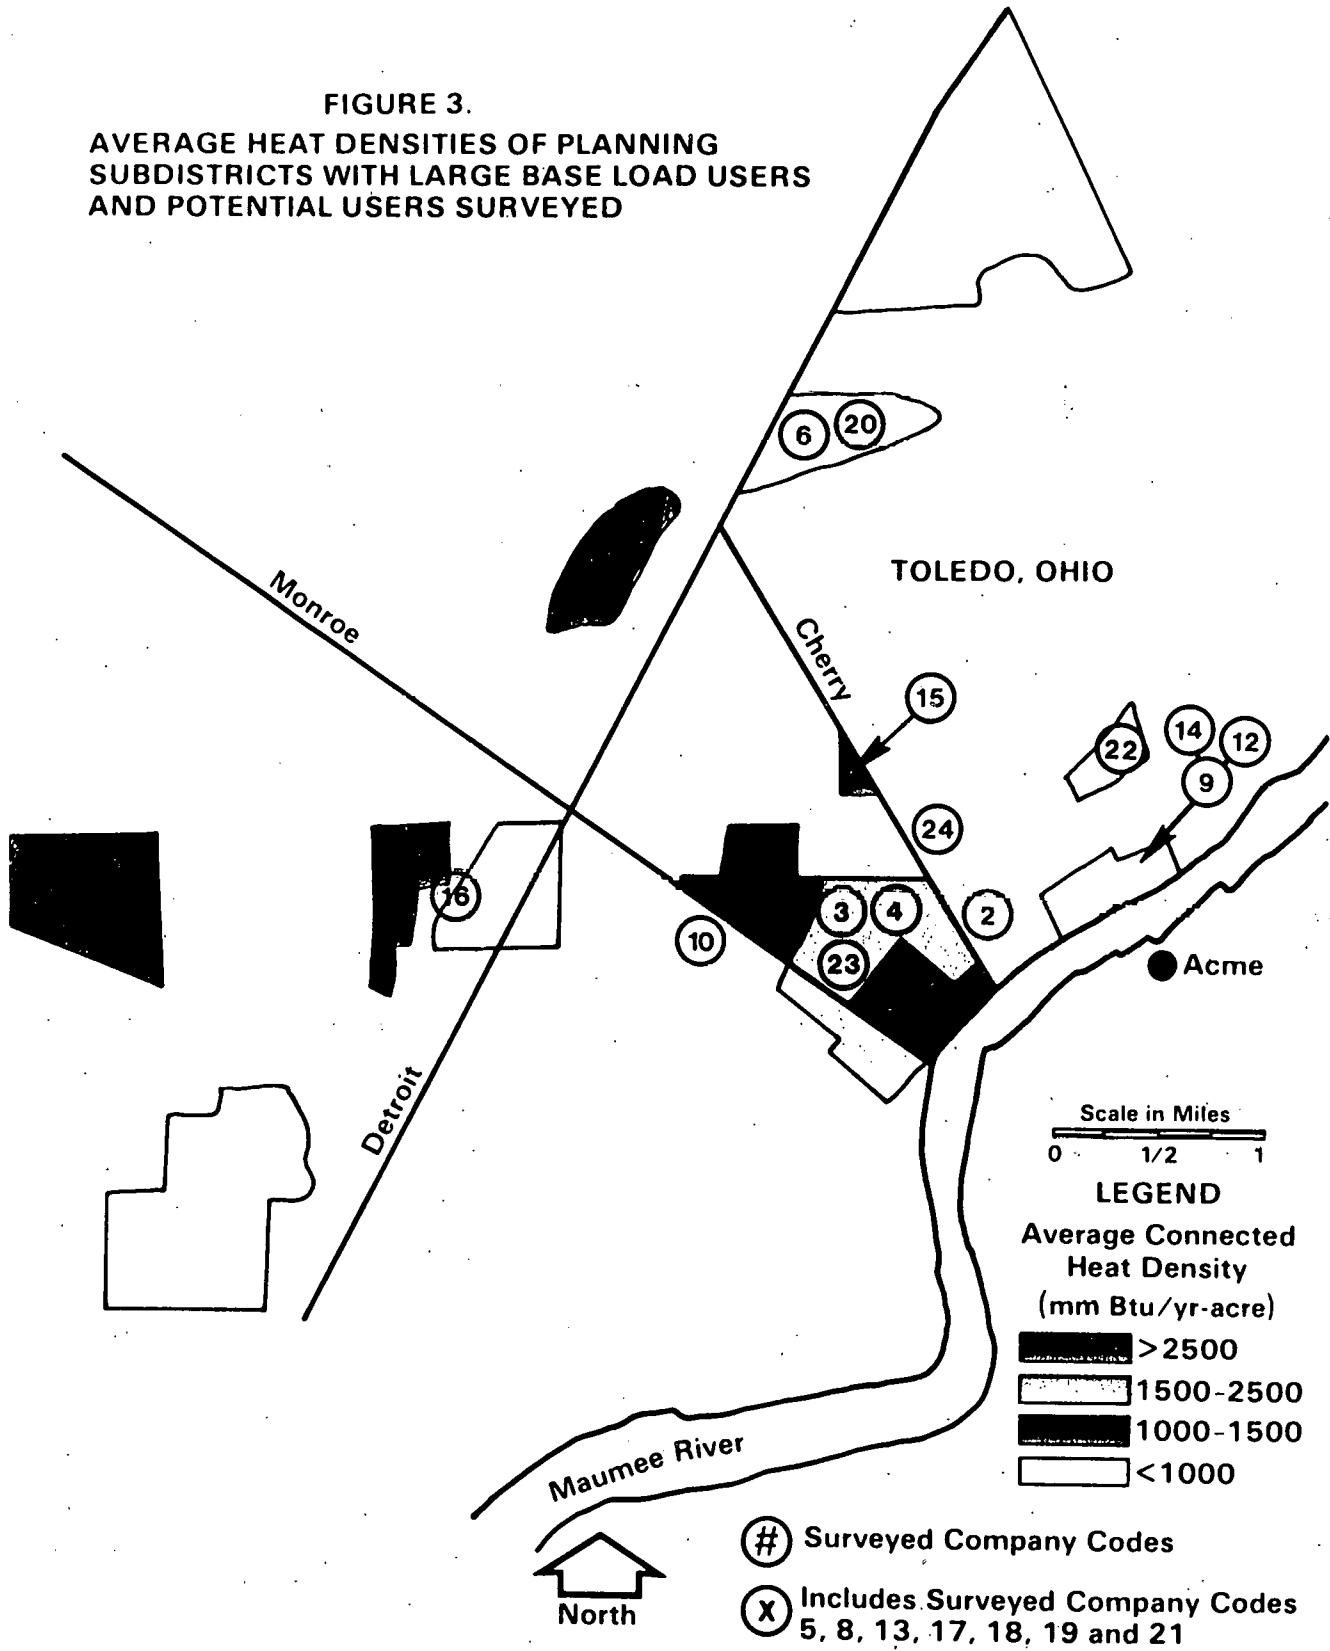 FIGURE 3.
AVERAGE HEAT DENSITIES OF PLANNING
SUBDISTRICTS WITH LARGE BASE LOAD USERS
AND POTENTIAL USERS SURVEYED
6
20
TOLEDO, OHIO
Monroe
Cherry
15
22
14
12
9
24
16
3
4
2
10
23
Acme
Detroit
Scale in Miles
0 1/2 1
LEGEND
Average Connected
Heat Density
(mm Btu/yr-acre)
>2500
1500-2500
1000-1500
<1000
Maumee River
North
# Surveyed Company Codes
X Includes Surveyed Company Codes
5, 8, 13, 17, 18, 19 and 21